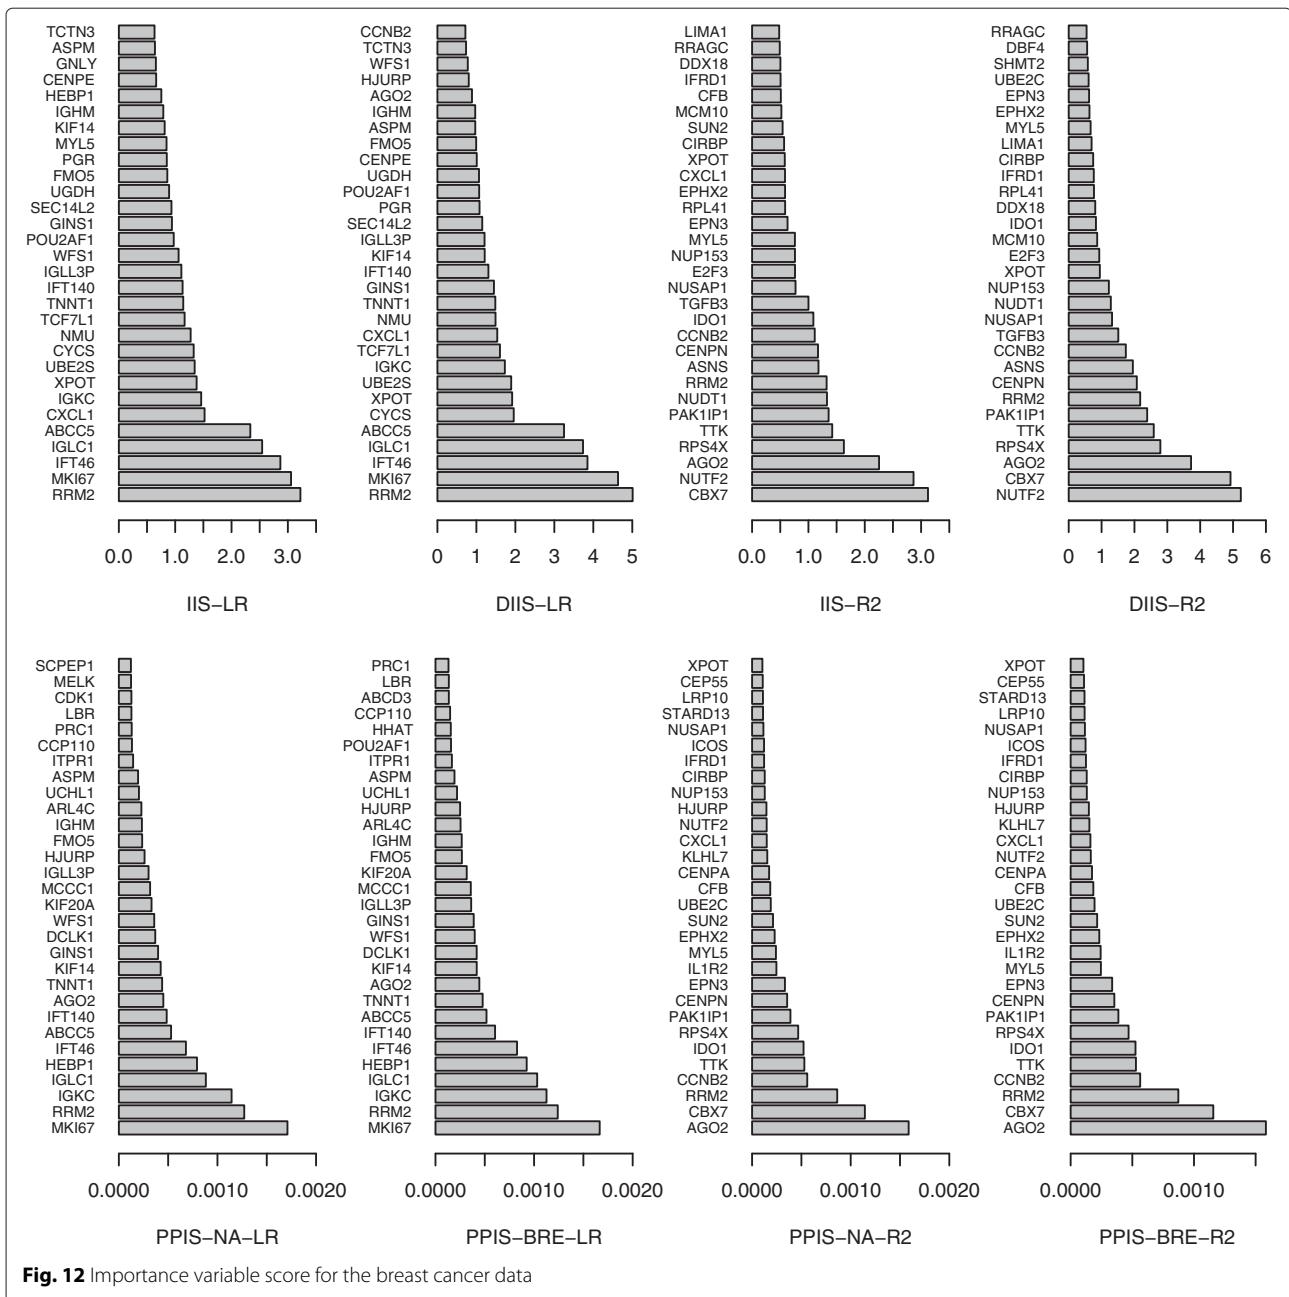 TCTN3
ASPM
GNLY
CENPE
HEBP1
IGHM
KIF14
MYL5
PGR
FMO5
UGDH
SEC14L2
GINS1
POU2AF1
WFS1
IGLL3P
IFT140
TNNT1
TCF7L1
NMU
CYCS
UBE2S
XPOT
IGKC
CXCL1
ABCC5
IGLC1
IFT46
MKI67
RRM2
0.0 1.0 2.0 3.0
IIS−LR
CCNB2
TCTN3
WFS1
HJURP
AGO2
IGHM
ASPM
FMO5
CENPE
UGDH
POU2AF1
PGR
SEC14L2
IGLL3P
KIF14
IFT140
GINS1
TNNT1
NMU
CXCL1
TCF7L1
IGKC
UBE2S
XPOT
CYCS
ABCC5
IGLC1
IFT46
MKI67
RRM2
0 1 2 3 4 5
DIIS−LR
LIMA1
RRAGC
DDX18
IFRD1
CFB
MCM10
SUN2
CIRBP
XPOT
CXCL1
EPHX2
RPL41
EPN3
MYL5
NUP153
E2F3
NUSAP1
TGFB3
IDO1
CCNB2
CENPN
ASNS
RRM2
NUDT1
PAK1IP1
TTK
RPS4X
AGO2
NUTF2
CBX7
0.0 1.0 2.0 3.0
IIS−R2
RRAGC
DBF4
SHMT2
UBE2C
EPN3
EPHX2
MYL5
LIMA1
CIRBP
IFRD1
RPL41
DDX18
IDO1
MCM10
E2F3
XPOT
NUP153
NUDT1
NUSAP1
TGFB3
CCNB2
ASNS
CENPN
RRM2
PAK1IP1
TTK
RPS4X
AGO2
CBX7
NUTF2
0 1 2 3 4 5 6
DIIS−R2
SCPEP1
MELK
CDK1
LBR
PRC1
CCP110
ITPR1
ASPM
UCHL1
ARL4C
IGHM
FMO5
HJURP
IGLL3P
MCCC1
KIF20A
WFS1
DCLK1
GINS1
KIF14
TNNT1
AGO2
IFT140
ABCC5
IFT46
HEBP1
IGLC1
IGKC
RRM2
MKI67
0.0000 0.0010 0.0020
PPIS−NA−LR
PRC1
LBR
ABCD3
CCP110
HHAT
POU2AF1
ITPR1
ASPM
UCHL1
HJURP
ARL4C
IGHM
FMO5
KIF20A
MCCC1
IGLL3P
GINS1
WFS1
DCLK1
KIF14
AGO2
TNNT1
ABCC5
IFT140
IFT46
HEBP1
IGLC1
IGKC
RRM2
MKI67
0.0000 0.0010 0.0020
PPIS−BRE−LR
XPOT
CEP55
LRP10
STARD13
NUSAP1
ICOS
IFRD1
CIRBP
NUP153
HJURP
NUTF2
CXCL1
KLHL7
CENPA
CFB
UBE2C
SUN2
EPHX2
MYL5
IL1R2
EPN3
CENPN
PAK1IP1
RPS4X
IDO1
TTK
CCNB2
RRM2
CBX7
AGO2
0.0000 0.0010 0.0020
PPIS−NA−R2
XPOT
CEP55
STARD13
LRP10
NUSAP1
ICOS
IFRD1
CIRBP
NUP153
HJURP
KLHL7
CXCL1
NUTF2
CENPA
CFB
UBE2C
SUN2
EPHX2
IL1R2
MYL5
EPN3
CENPN
PAK1IP1
RPS4X
IDO1
TTK
CCNB2
RRM2
CBX7
AGO2
0.0000 0.0010
PPIS−BRE−R2
Fig. 12 Importance variable score for the breast cancer data